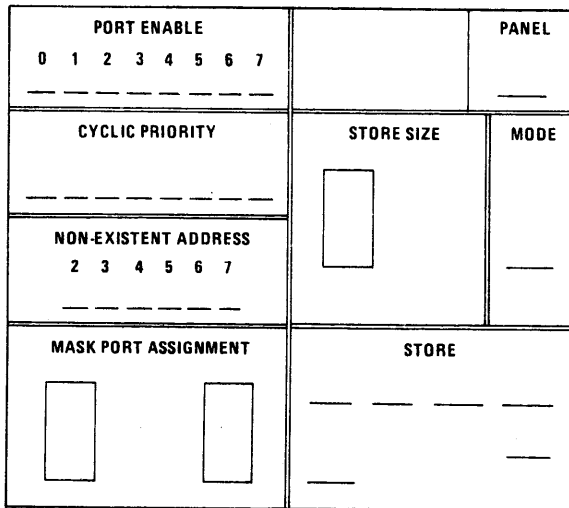 PORT ENABLE
0 1 2 3 4 5 6 7
PANEL
CYCLIC PRIORITY
STORE SIZE
MODE
NON-EXISTENT ADDRESS
2 3 4 5 6 7
MASK PORT ASSIGNMENT
STORE